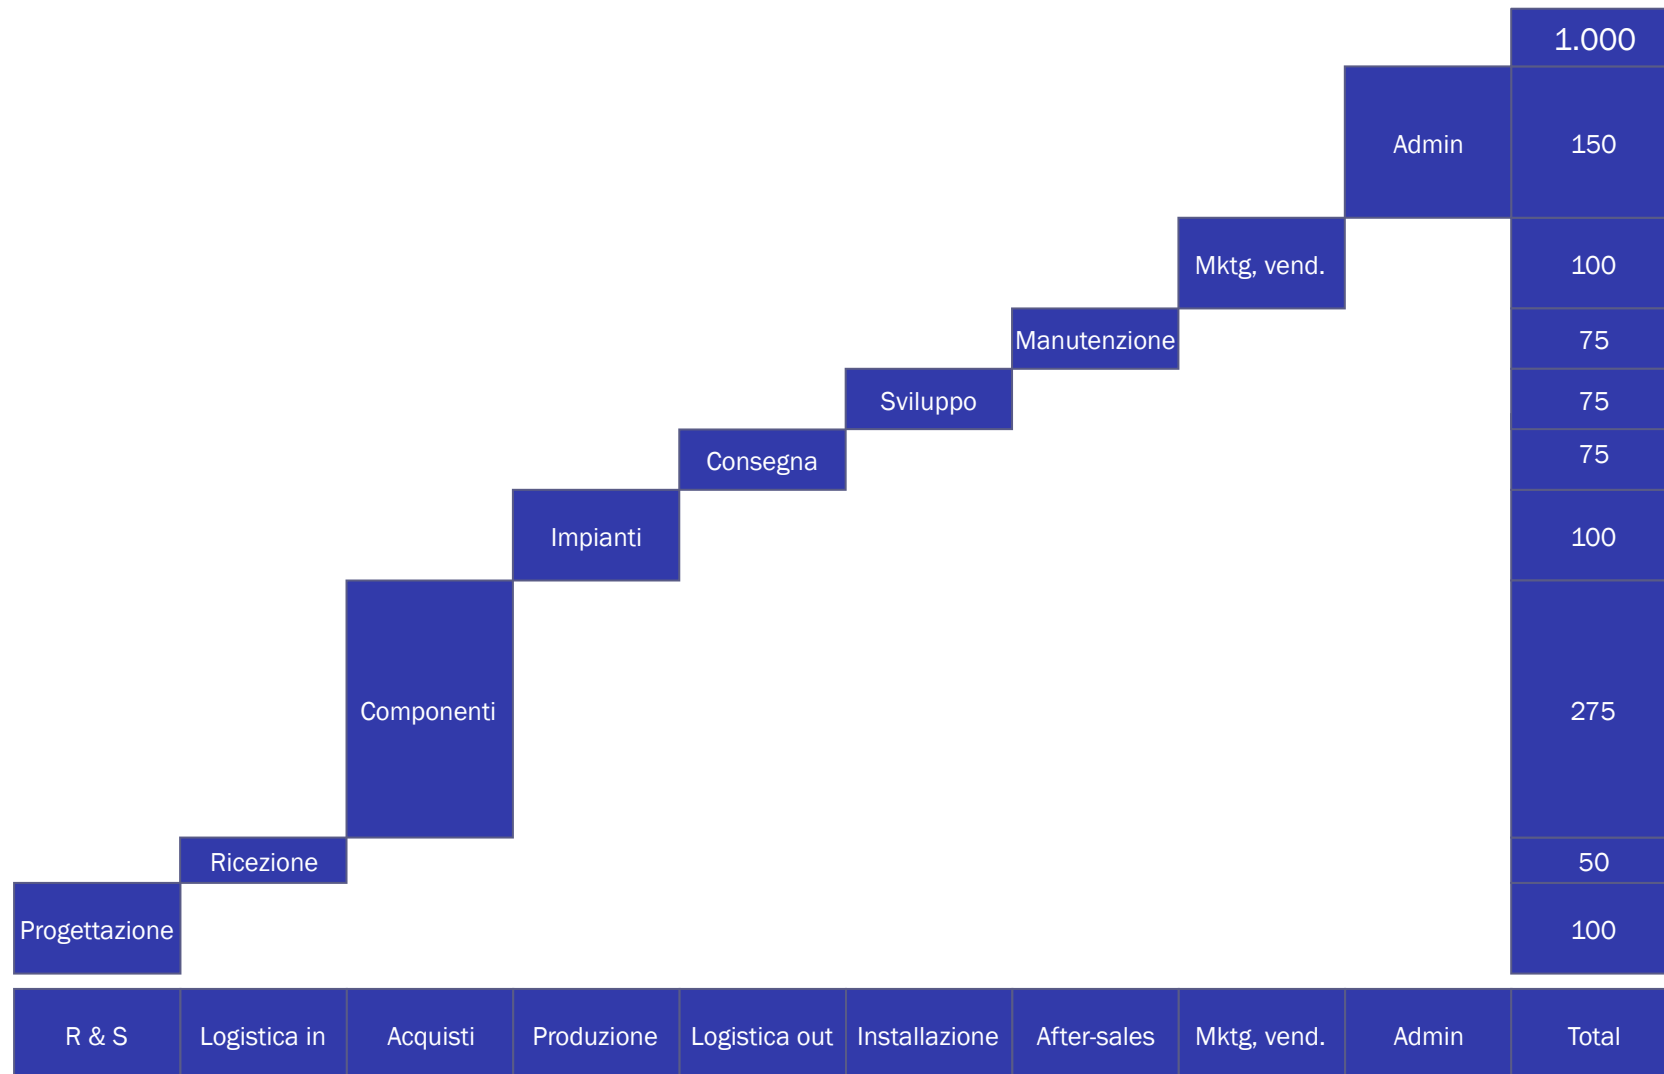 1.000
Admin
150
Mktg, vend.
100
Manutenzione
75
Sviluppo
75
Consegna
75
Impianti
100
Componenti
275
Ricezione
50
Progettazione
100
R & S
Logistica in
Acquisti
Produzione
Logistica out
Installazione
After-sales
Mktg, vend.
Admin
Total